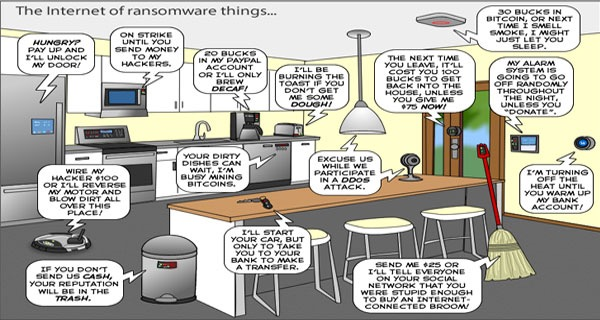 The Internet of ransomware things...
HUNGRY?
PAY UP AND
I'LL UNLOCK
MY DOOR!
ON STRIKE
UNTIL YOU
SEND MONEY
TO MY
HACKERS.
20 BUCKS
IN MY PAYPAL
ACCOUNT
OR I'LL ONLY
BREW
DECAF!
I'LL BE
BURNING THE
TOAST IF YOU
DON'T GET
ME SOME
DOUGH!
THE NEXT TIME
YOU LEAVE, IT'LL
COST YOU 100
BUCKS TO GET
BACK INTO THE
HOUSE, UNLESS
YOU GIVE ME
$75 NOW!
30 BUCKS IN
BITCOIN, OR NEXT
TIME I SMELL
SMOKE, I MIGHT
JUST LET YOU
SLEEP.
MY ALARM
SYSTEM IS
GOING TO GO
OFF RANDOMLY
THROUGHOUT
THE NIGHT,
UNLESS YOU
"DONATE".
WIRE MY
HACKER $100
OR I'LL REVERSE
MY MOTOR AND
BLOW DIRT ALL
OVER THIS
PLACE!
YOUR DIRTY
DISHES CAN
WAIT, I'M
BUSY MINING
BITCOINS.
EXCUSE US
WHILE WE
PARTICIPATE
IN A DDOS
ATTACK.
I'M TURNING
OFF THE
HEAT UNTIL
YOU WARM UP
MY BANK
ACCOUNT!
IF YOU DON'T
SEND US CASH,
YOUR REPUTATION
WILL BE IN THE
TRASH.
I'LL START
YOUR CAR, BUT
ONLY TO TAKE
YOU TO YOUR
BANK TO MAKE
A TRANSFER.
SEND ME $25 OR
I'LL TELL EVERYONE
ON YOUR SOCIAL
NETWORK THAT YOU
WERE STUPID ENOUGH
TO BUY AN INTERNET-
CONNECTED BROOM!